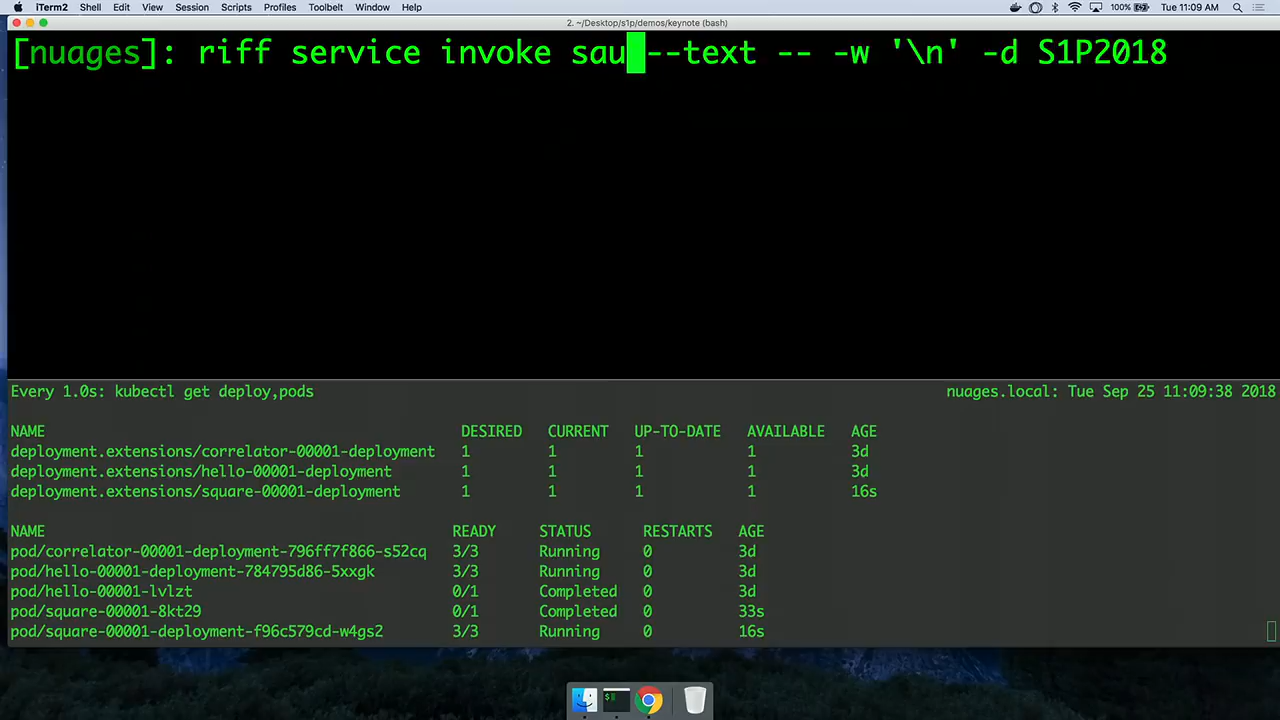 iTerm2 Shell Edit View Session Scripts Profiles Toolbelt Window Help 100% Tue 11:09 AM
2. ~/Desktop/s1p/demos/keynote (bash)
[nuages]: riff service invoke sau --text -- -w '\n' -d S1P2018
Every 1.0s: kubectl get deploy,pods nuages.local: Tue Sep 25 11:09:38 2018
NAME DESIRED CURRENT UP-TO-DATE AVAILABLE AGE
deployment.extensions/correlator-00001-deployment 1 1 1 1 3d
deployment.extensions/hello-00001-deployment 1 1 1 1 3d
deployment.extensions/square-00001-deployment 1 1 1 1 16s
NAME READY STATUS RESTARTS AGE
pod/correlator-00001-deployment-796ff7f866-s52cq 3/3 Running 0 3d
pod/hello-00001-deployment-784795d86-5xxgk 3/3 Running 0 3d
pod/hello-00001-lvlzt 0/1 Completed 0 3d
pod/square-00001-8kt29 0/1 Completed 0 33s
pod/square-00001-deployment-f96c579cd-w4gs2 3/3 Running 0 16s